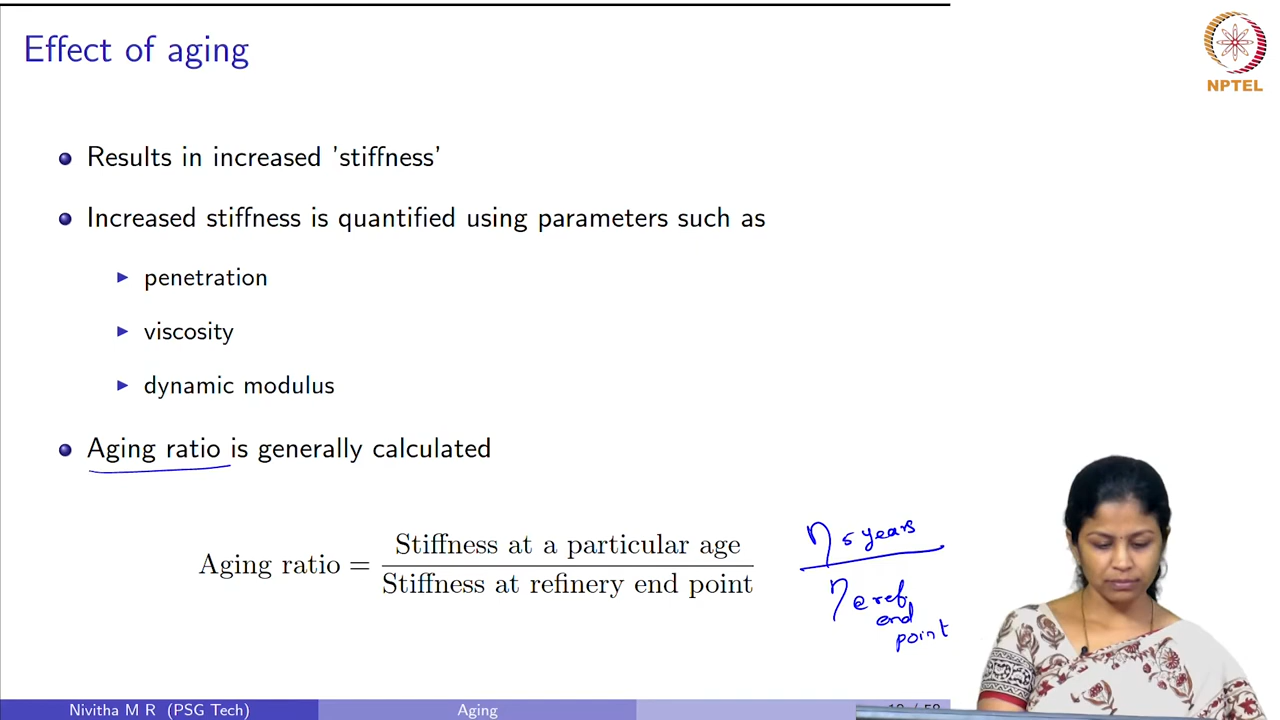 Effect of aging
NPTEL
Results in increased 'stiffness'
Increased stiffness is quantified using parameters such as
penetration
viscosity
dynamic modulus
Aging ratio is generally calculated
Aging ratio = Stiffness at a particular age / Stiffness at refinery end point
η 5 years
η @ ref.
end
point
Nivitha M R (PSG Tech)
Aging